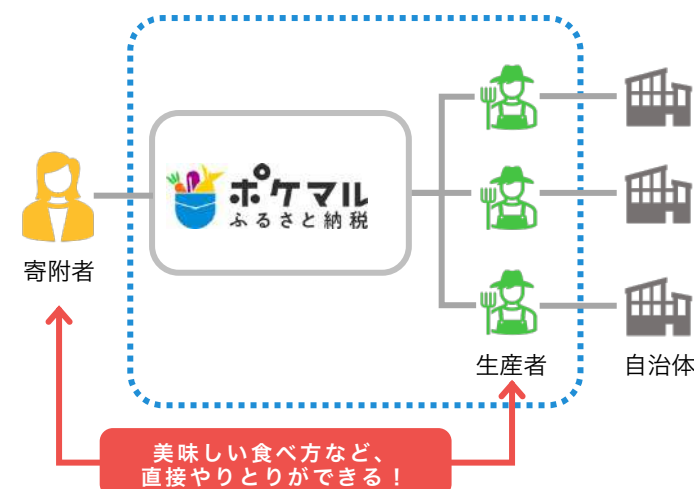 ポケマル
ふるさと納税
寄附者
生産者
自治体
美味しい食べ方など、
直接やりとりができる！